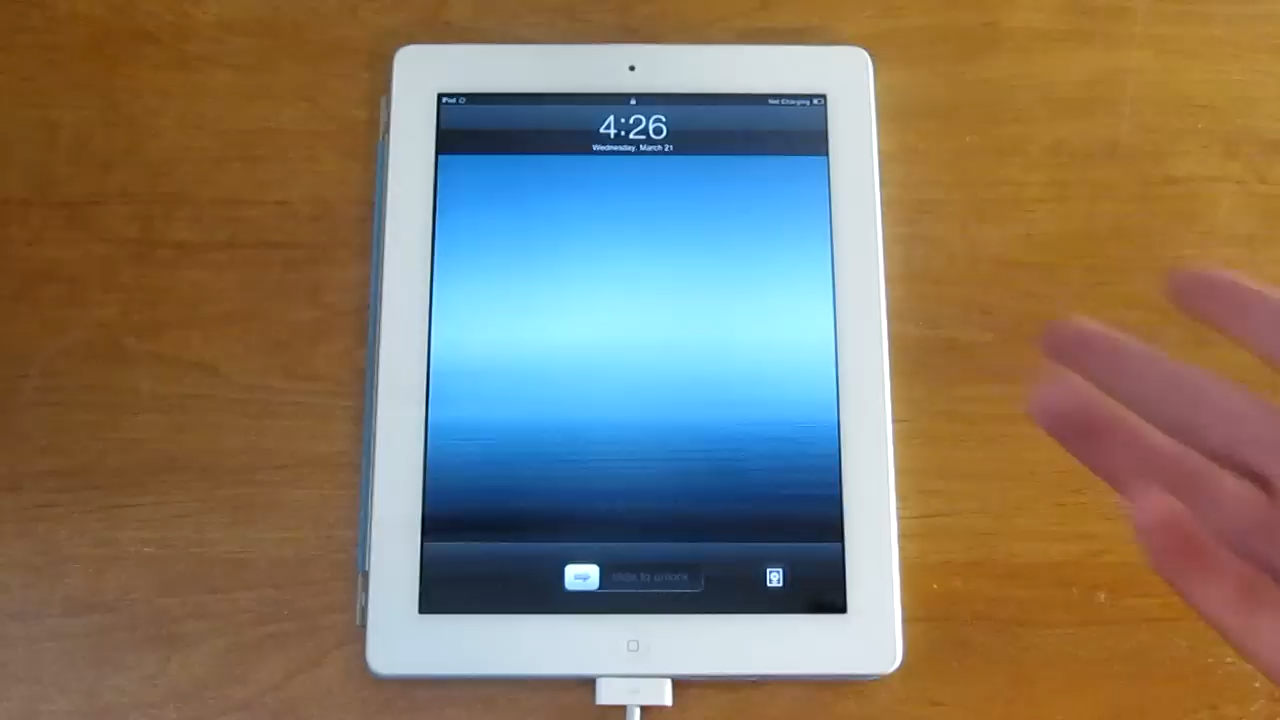 iPad
Not Charging
4:26
Wednesday, March 21
slide to unlock